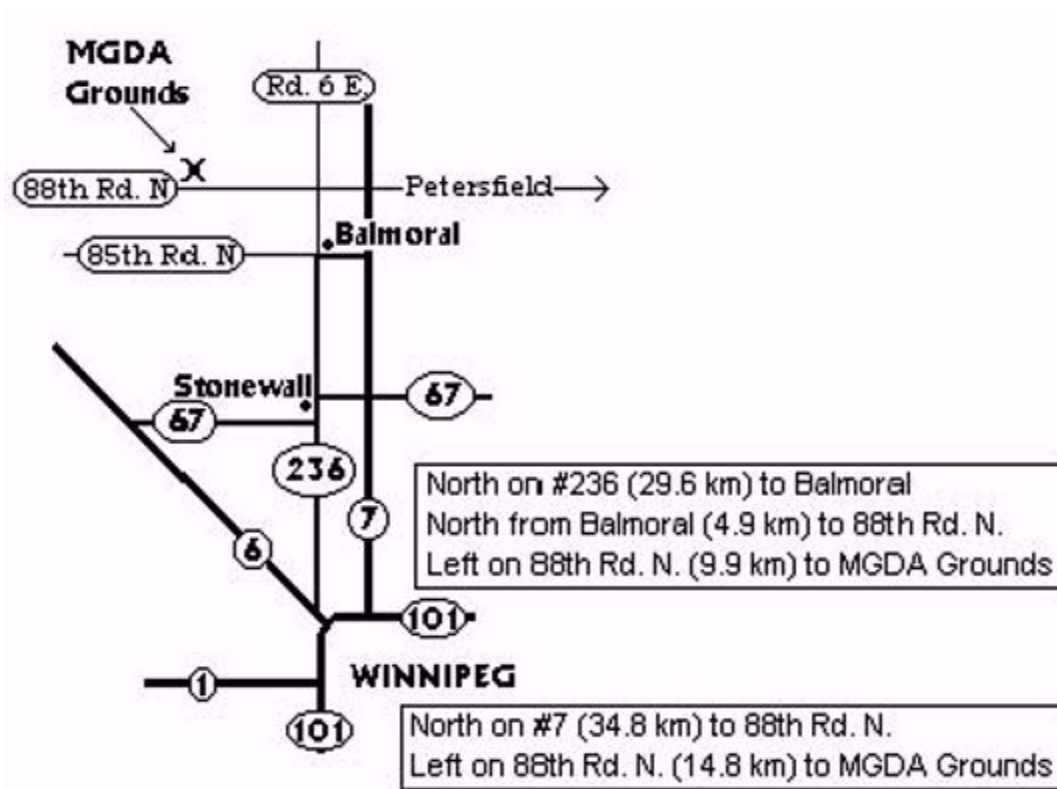 MGDA
Grounds
Rd. 6 E.
88th Rd. N
Petersfield
Balmoral
85th Rd. N
Stonewall
67
67
236
7
6
North on #236 (29.6 km) to Balmoral
North from Balmoral (4.9 km) to 88th Rd. N.
Left on 88th Rd. N. (9.9 km) to MGDA Grounds
101
WINNIPEG
1
101
North on #7 (34.8 km) to 88th Rd. N.
Left on 88th Rd. N. (14.8 km) to MGDA Grounds